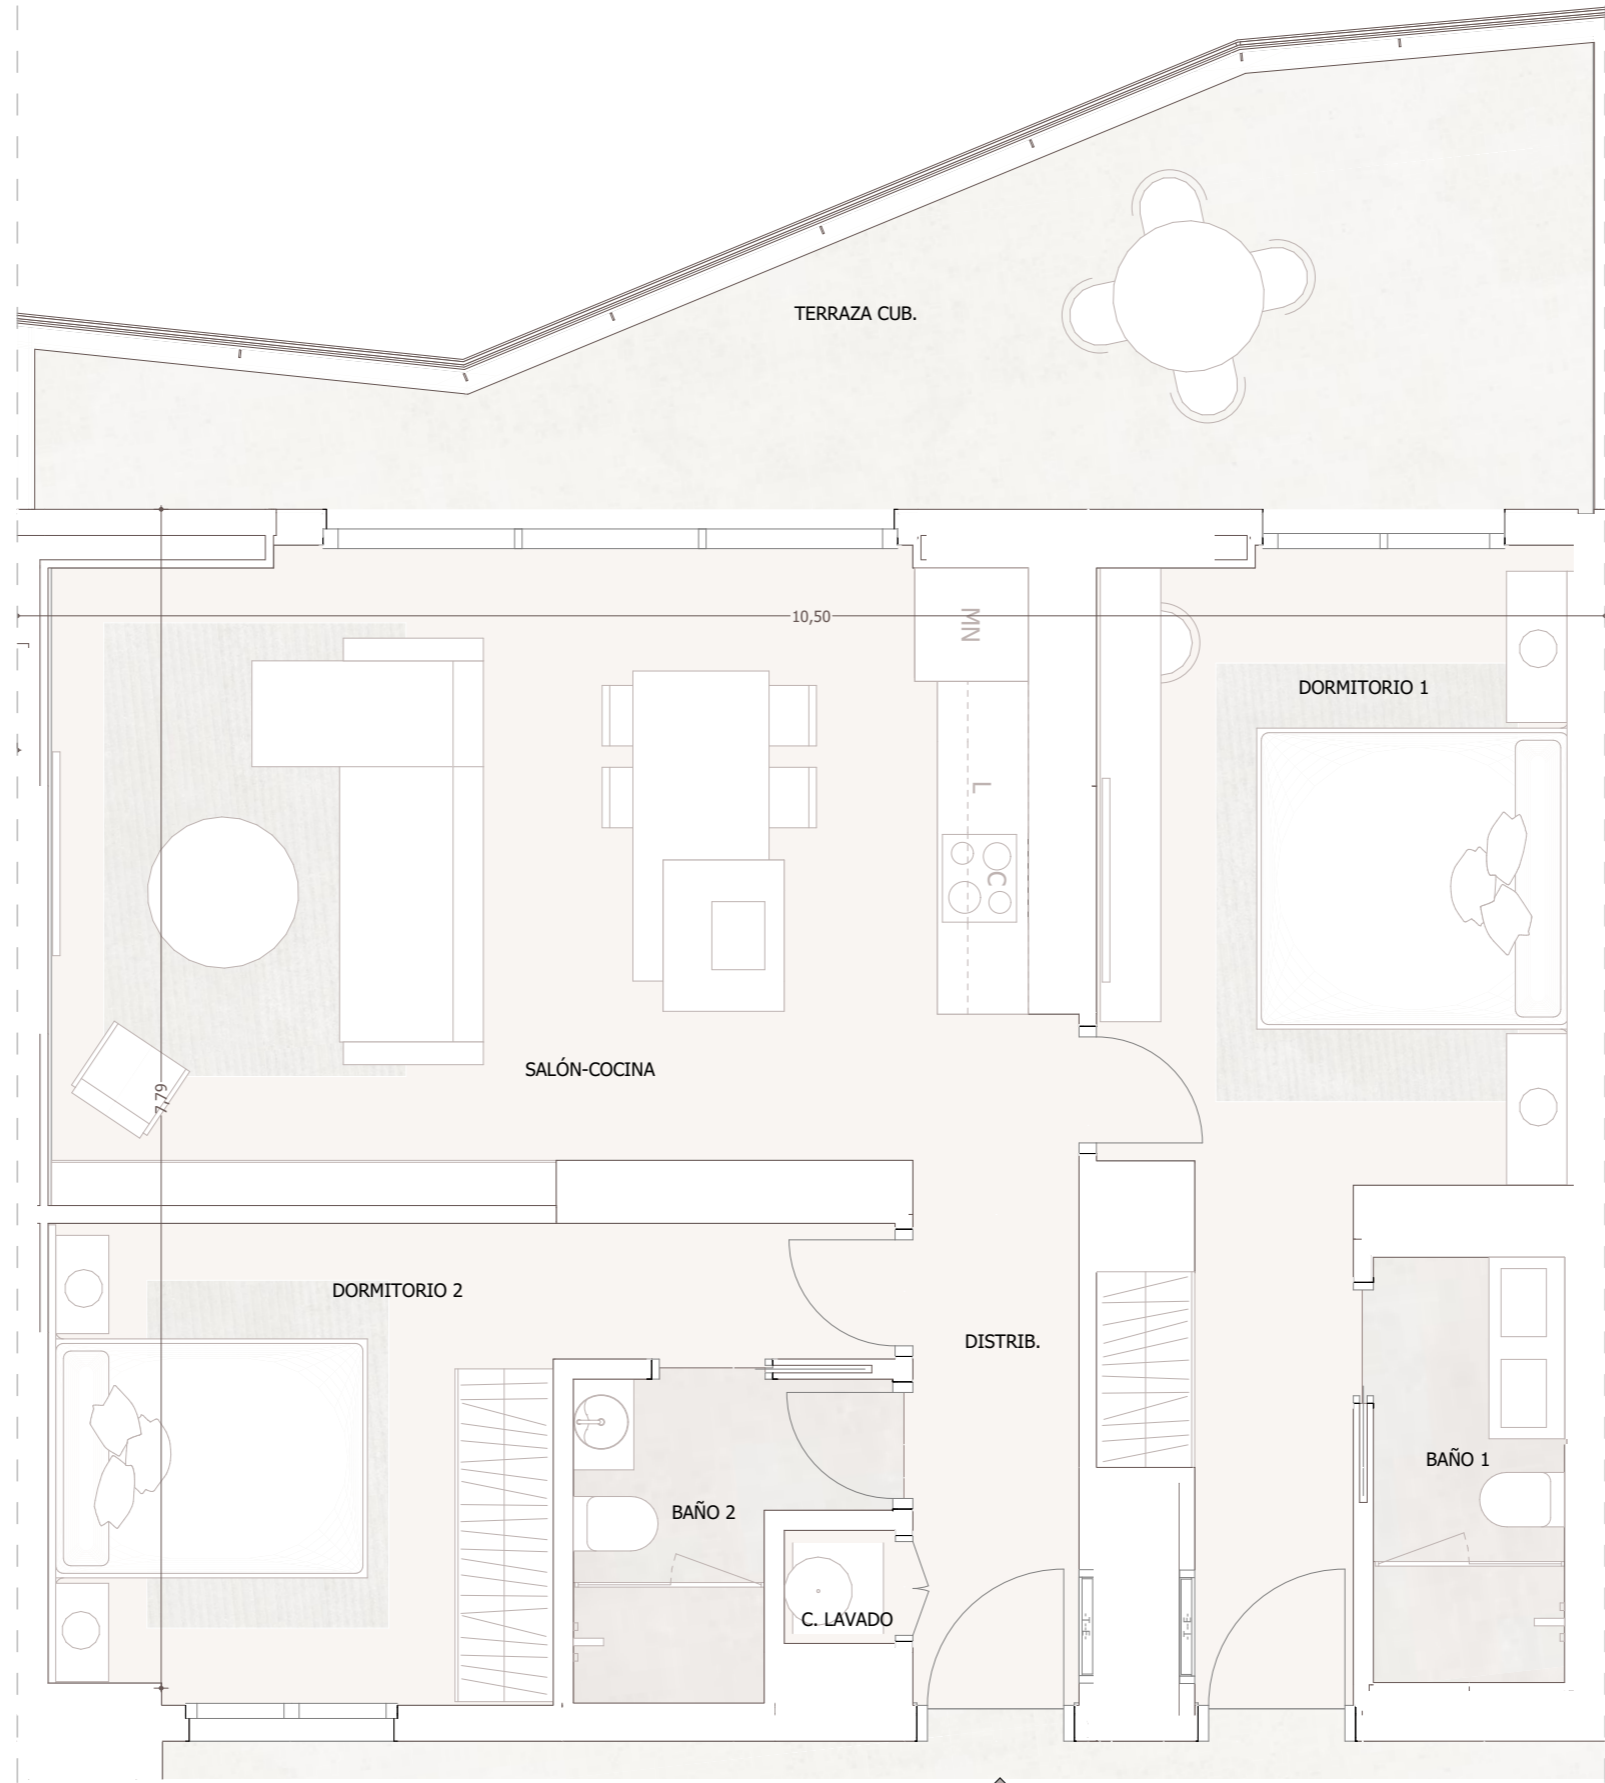 TERRAZA CUB.
10,50
MN
DORMITORIO 1
L
C
SALÓN-COCINA
7,79
DORMITORIO 2
DISTRIB.
BAÑO 1
BAÑO 2
C. LAVADO
-T-E-
-T-E-